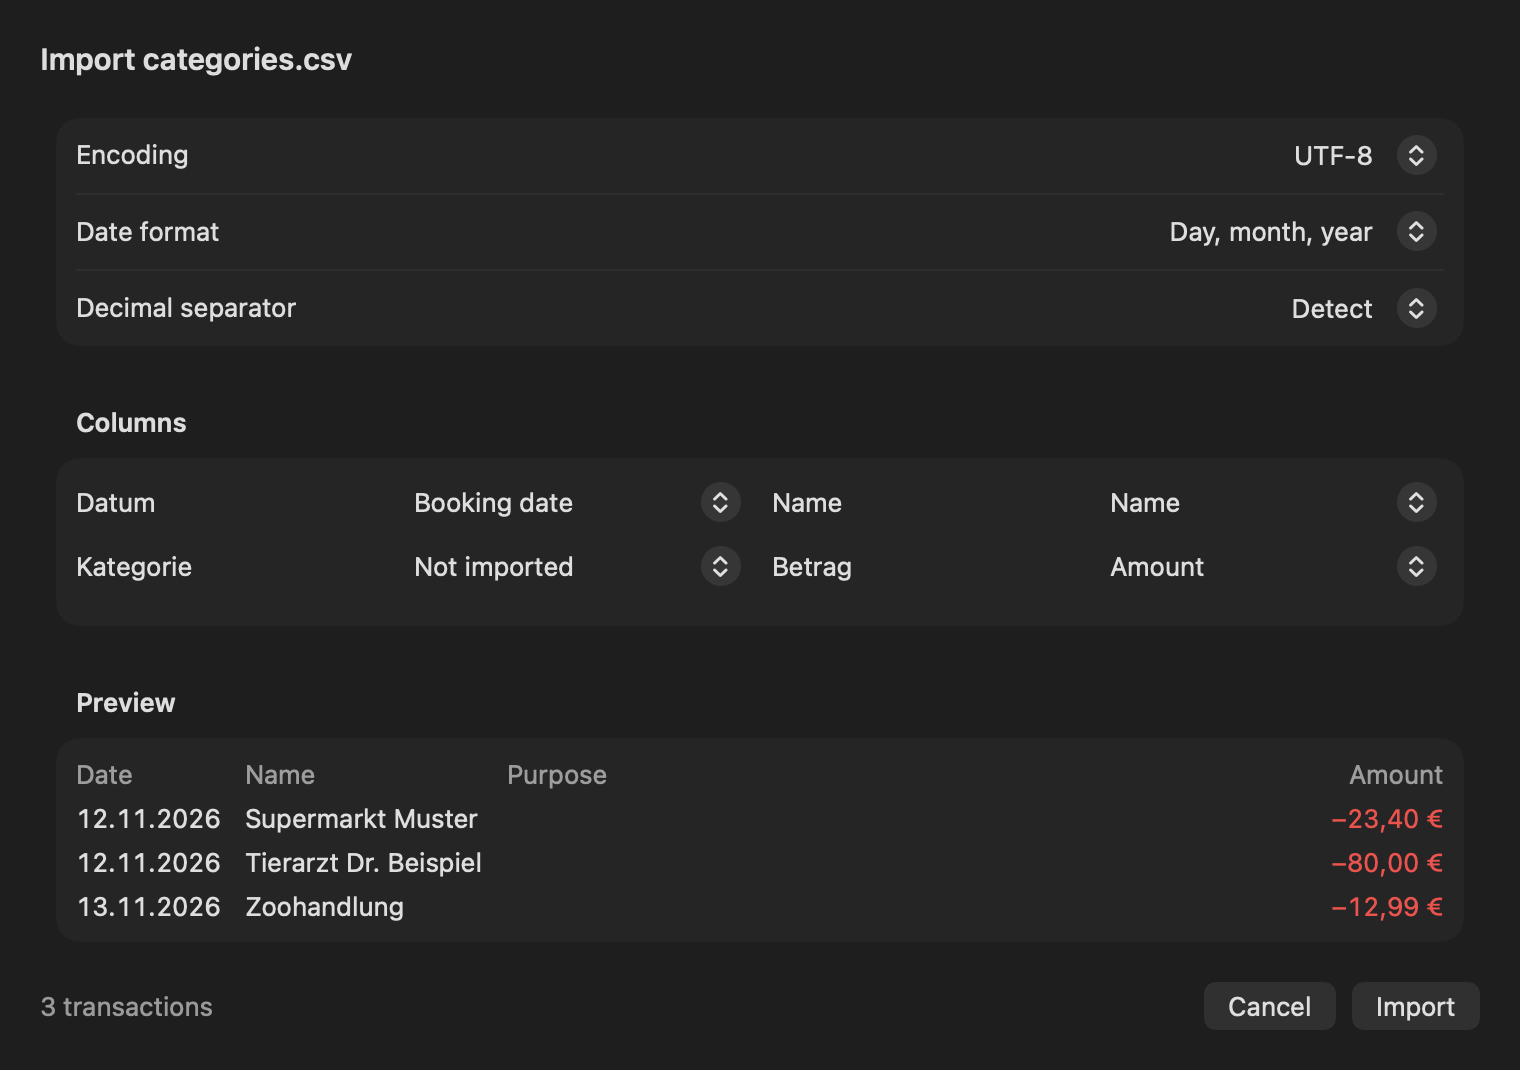 Import categories.csv
Encoding UTF-8
Date format Day, month, year
Decimal separator Detect
Columns
Datum Booking date Name Name
Kategorie Not imported Betrag Amount
Preview
Date Name Purpose Amount
12.11.2026 Supermarkt Muster −23,40 €
12.11.2026 Tierarzt Dr. Beispiel −80,00 €
13.11.2026 Zoohandlung −12,99 €
3 transactions Cancel Import